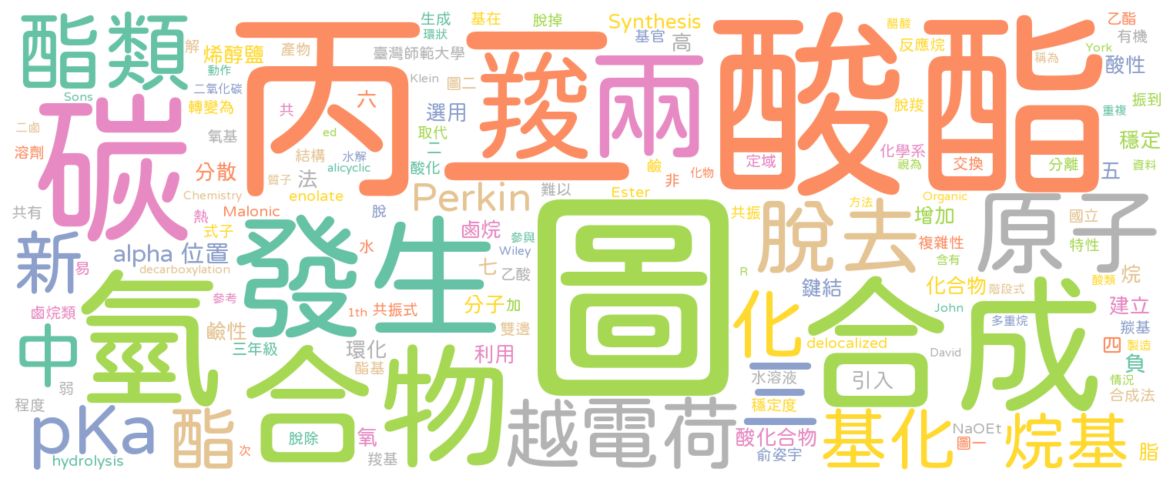 酯類
解
烯醇鹽
產物
Sons
動作
二氧化碳
轉變為
共
六
ed
臺灣師範大學
Klein
圖二
生成
環狀
基在
脫掉
Synthesis
基官
高
醋酸
反應烷
乙酯
有機
York
稱為
酸性
丙二
羧
兩
酸酯
碳
選用
取代
二
酸化
鹼
非
化物
定域
脫羧
化學系
視為
交換
分離
五
重複
振到
穩定
資料
二鹵
溶劑
氧基
分散
結構
法
水解
alicyclic
質子
enolate
Chemistry
Malonic
脫
熱
式子
水
共有
新
易
alpha 位置
decarboxylation
參考
鹵烷類
Perkin
難以
Ester
鹵烷
參與
Wiley
七
乙酸
共振
方法
脫去
R
Organic
增加
複雜性
含有
原子
國立
特性
烷
中
氫
發生
1th
共振式
分子
加
圖
鍵結
化合物
階段式
酸類
建立
弱
鹼性
三年級
環化
利用
雙邊
化
合成
John
多重烷
羰基
delocalized
David
四
製造
負
程度
合物
酯基
三
水溶液
引入
情況
合成法
穩定度
二
pKa
hydrolysis
酯
次
脫除
氧
羧基
越電荷
酸化合物
俞姿宇
基化
NaOEt
圖一
烷基
脂